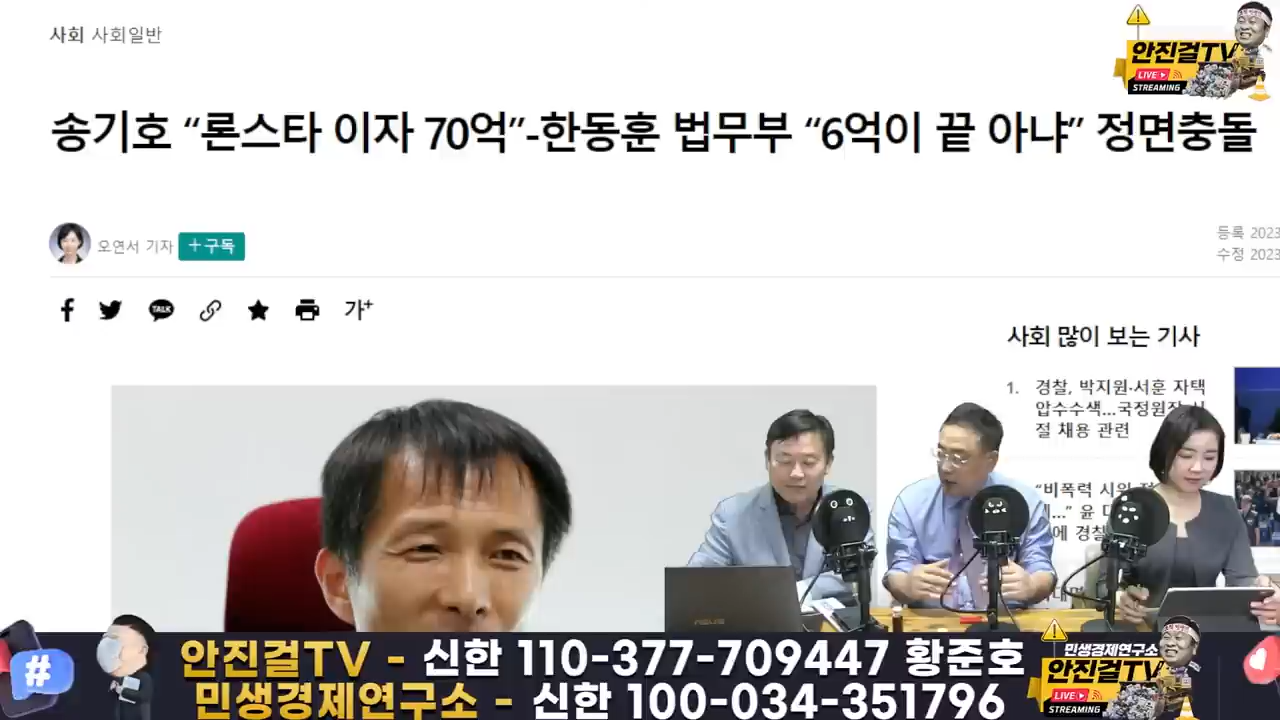 사회 사회일반
안진걸TV
LIVE
STREAMING
송기호 “론스타 이자 70억”-한동훈 법무부 “6억이 끝 아냐” 정면충돌
오연서 기자 +구독
등록 2023
수정 2023
TALK 가+
사회 많이 보는 기사
1. 경찰, 박지원·서훈 자택
압수수색...국정원장
절 채용 관련
“비폭력 시위
에 경찰
ASUS
# 안진걸TV - 신한 110-377-709447 황준호
민생경제연구소 - 신한 100-034-351796
민생경제연구소
안진걸TV
LIVE
STREAMING